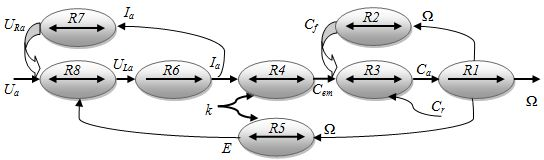 U_Ra R7 I_a C_f R2 Ω
R8 U_La R6 I_a R4 R3 C_a R1
U_a C_em Ω
k C_r
R5 Ω
E